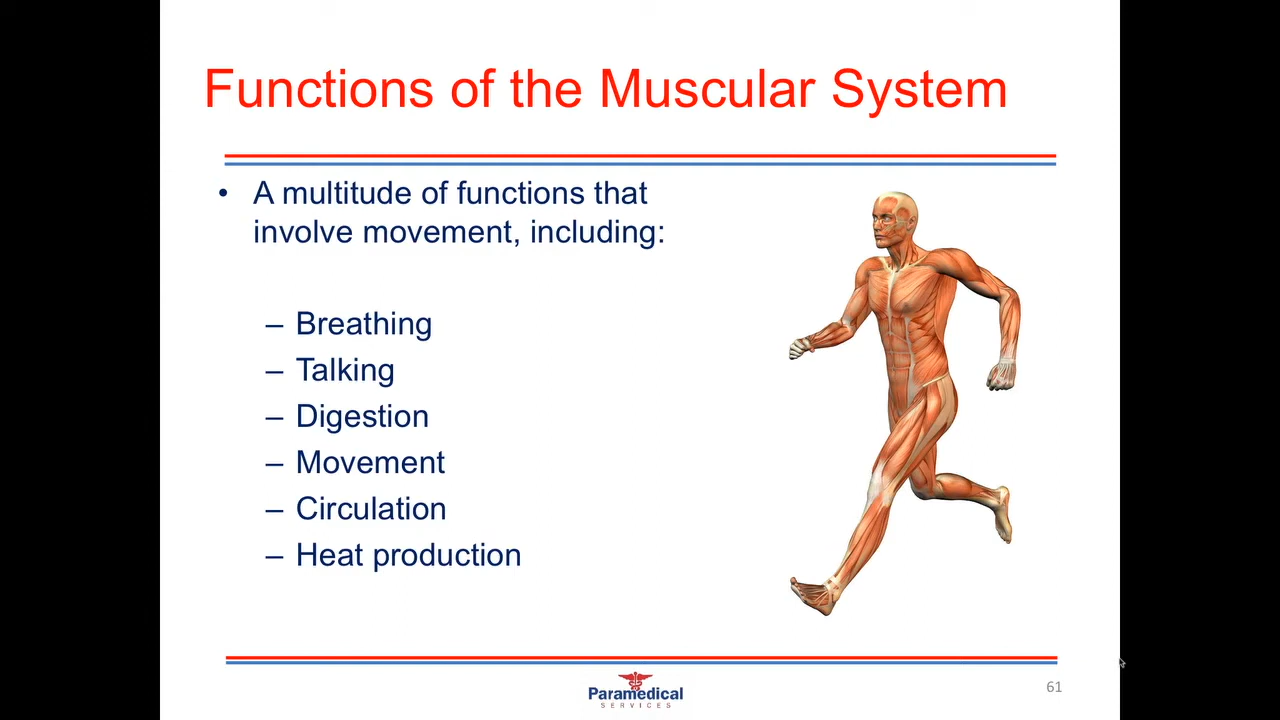 Functions of the Muscular System
• A multitude of functions that
involve movement, including:
– Breathing
– Talking
– Digestion
– Movement
– Circulation
– Heat production
Paramedical
SERVICES
61